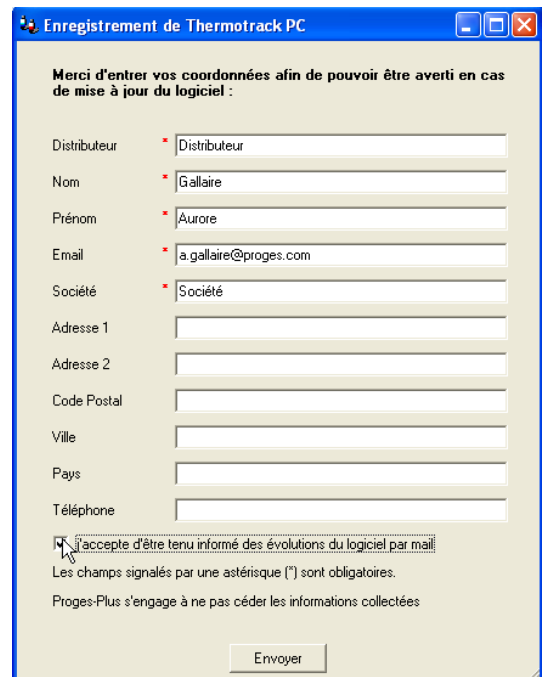 Enregistrement de Thermotrack PC
Merci d'entrer vos coordonnées afin de pouvoir être averti en cas
de mise à jour du logiciel :
Distributeur * Distributeur
Nom * Gallaire
Prénom * Aurore
Email * a.gallaire@proges.com
Société * Société
Adresse 1
Adresse 2
Code Postal
Ville
Pays
Téléphone
j'accepte d'être tenu informé des évolutions du logiciel par mail
Les champs signalés par une astérisque (*) sont obligatoires.
Proges-Plus s'engage à ne pas céder les informations collectées
Envoyer